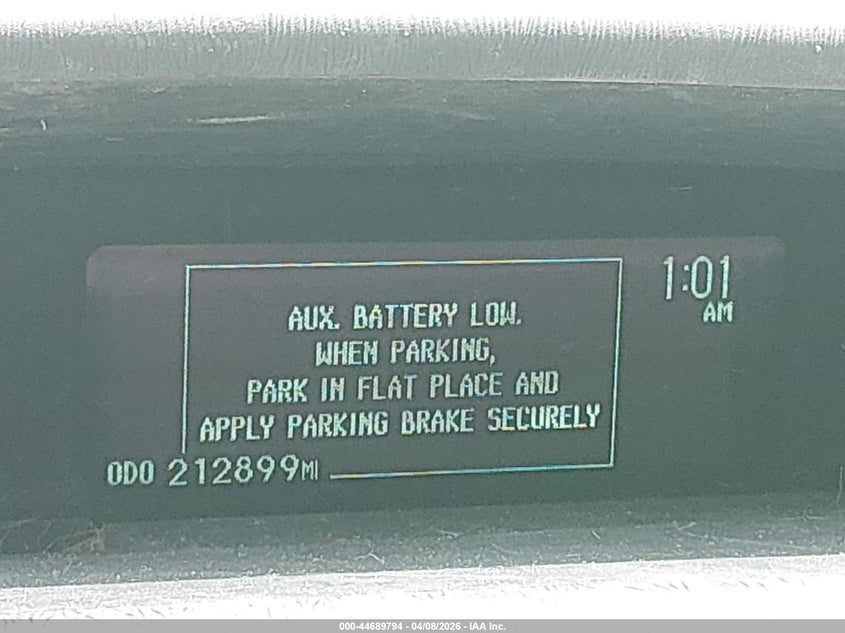 1:01
AM
AUX. BATTERY LOW.
WHEN PARKING,
PARK IN FLAT PLACE AND
APPLY PARKING BRAKE SECURELY
ODO 212899MI
000-44689794 - 04/08/2026 - IAA Inc.